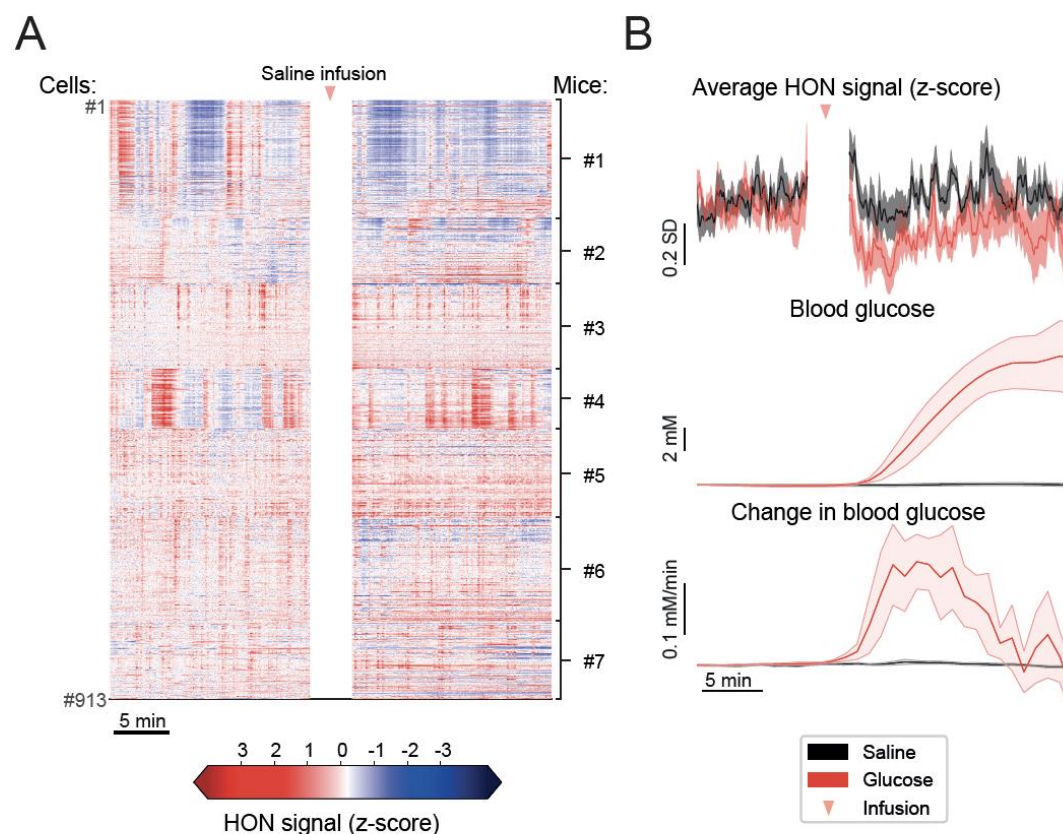 A
Cells:
Saline infusion
Mice:
#1
#1
#2
#3
#4
#5
#6
#7
#913
5 min
3 2 1 0 -1 -2 -3
HON signal (z-score)
B
Average HON signal (z-score)
0.2 SD
Blood glucose
2 mM
Change in blood glucose
0.1 mM/min
5 min
Saline
Glucose
Infusion